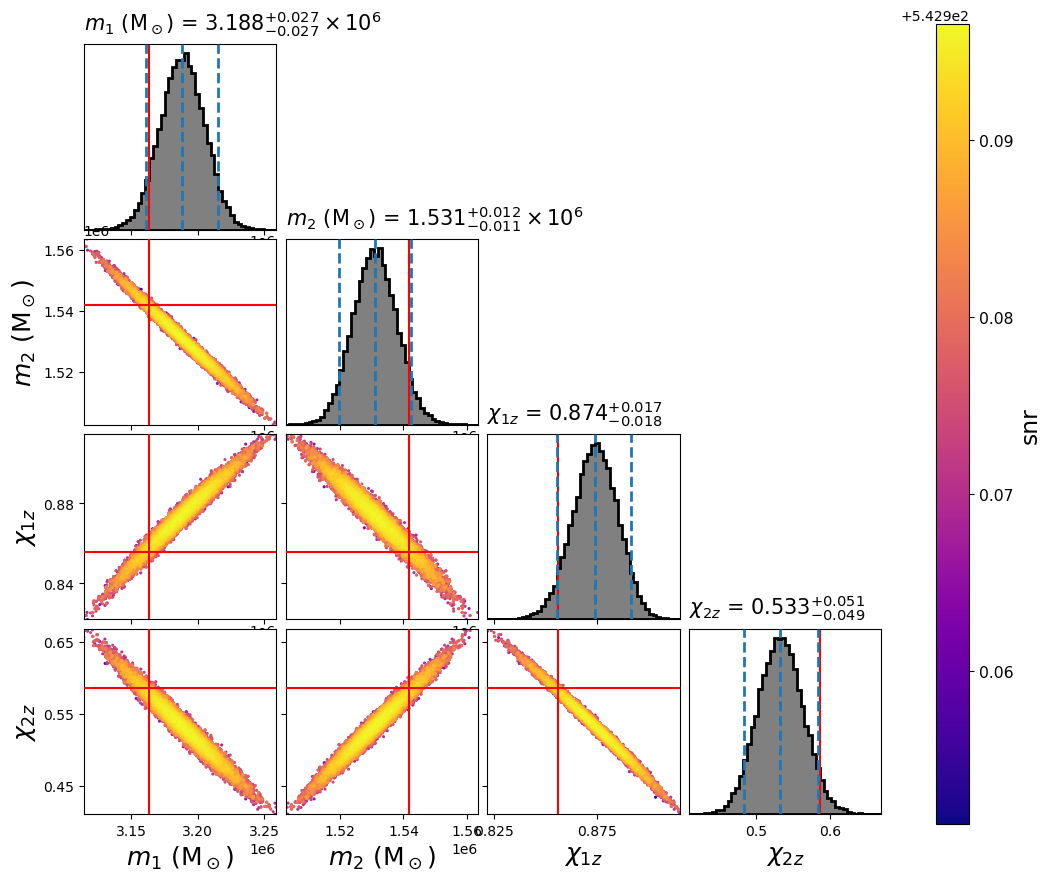 m₁ (M⊙) = 3.188⁺⁰·⁰²⁷₋₀.₀₂₇ × 10⁶
+5.429e2
0.09
0.08
0.07
0.06
snr
1e6
m₂ (M⊙) = 1.531⁺⁰·⁰¹²₋₀.₀₁₁ × 10⁶
1.56
1.54
1.52
m₂ (M⊙)
χ₁z = 0.874⁺⁰·⁰¹⁷₋₀.₀₁₈
0.88
0.84
χ₁z
χ₂z = 0.533⁺⁰·⁰⁵¹₋₀.₀₄₉
0.65
0.55
0.45
χ₂z
3.15 3.20 3.25
1e6
m₁ (M⊙)
1.52 1.54 1.56
1e6
m₂ (M⊙)
0.825 0.875
χ₁z
0.5 0.6
χ₂z